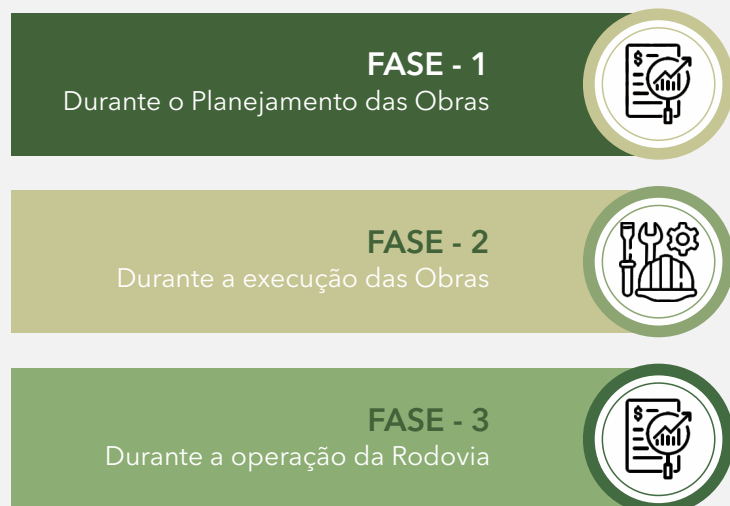 FASE - 1
Durante o Planejamento das Obras
$
FASE - 2
Durante a execução das Obras
$
FASE - 3
Durante a operação da Rodovia